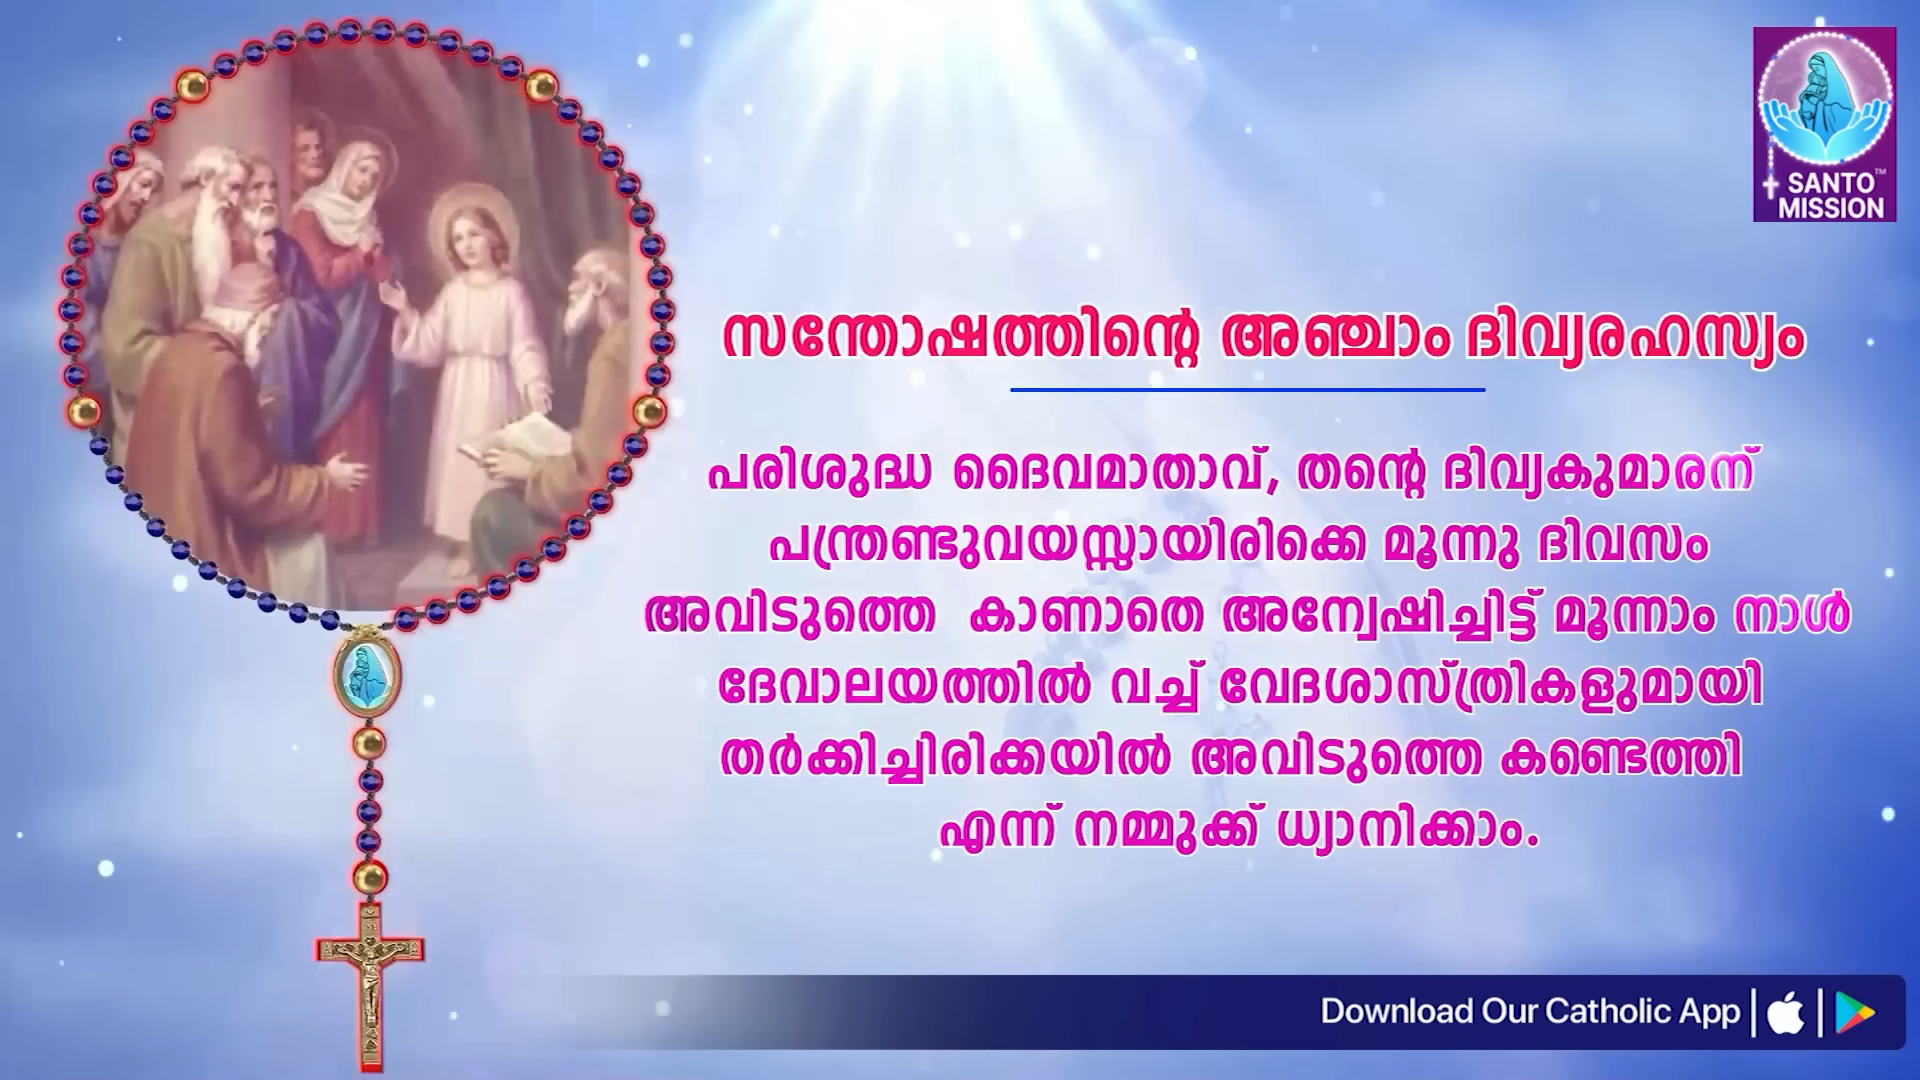 SANTO™
MISSION
സന്തോഷത്തിന്റെ അഞ്ചാം ദിവ്യരഹസ്യം
പരിശുദ്ധ ദൈവമാതാവ്, തന്റെ ദിവ്യകുമാരന്
പന്ത്രണ്ടുവയസ്സായിരിക്കെ മൂന്നു ദിവസം
അവിടുത്തെ കാണാതെ അന്വേഷിച്ചിട്ട് മൂന്നാം നാൾ
ദേവാലയത്തിൽ വച്ച് വേദശാസ്ത്രികളുമായി
തർക്കിച്ചിരിക്കയിൽ അവിടുത്തെ കണ്ടെത്തി
എന്ന് നമ്മുക്ക് ധ്യാനിക്കാം.
Download Our Catholic App